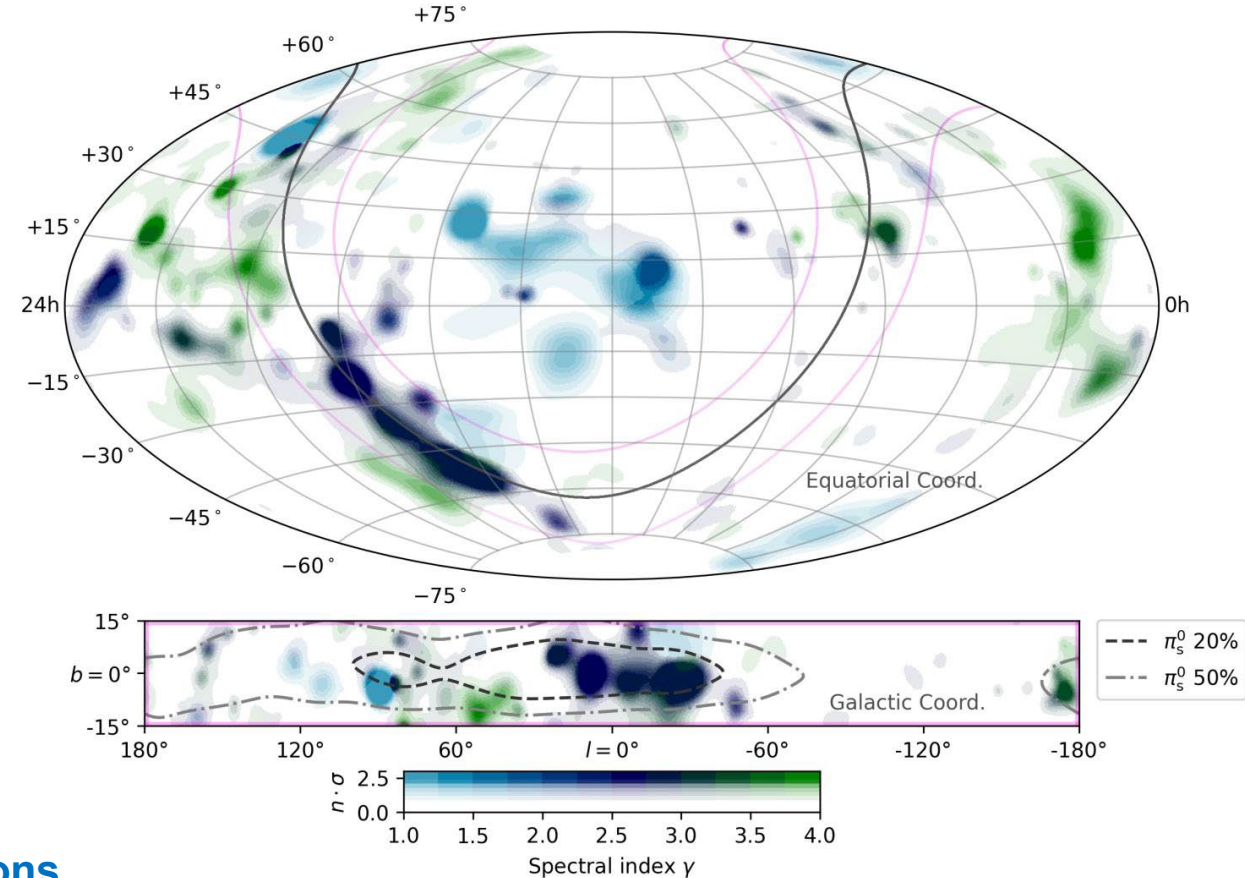 +75°
+60°
+45°
+30°
+15°
24h
0h
−15°
−30°
Equatorial Coord.
−45°
−60°
−75°
15°
b = 0°
-15°
Galactic Coord.
π⁰ₛ 20%
π⁰ₛ 50%
180° 120° 60° l = 0° -60° -120° -180°
n · σ
2.5
0.0
1.0 1.5 2.0 2.5 3.0 3.5 4.0
Spectral index γ
ons